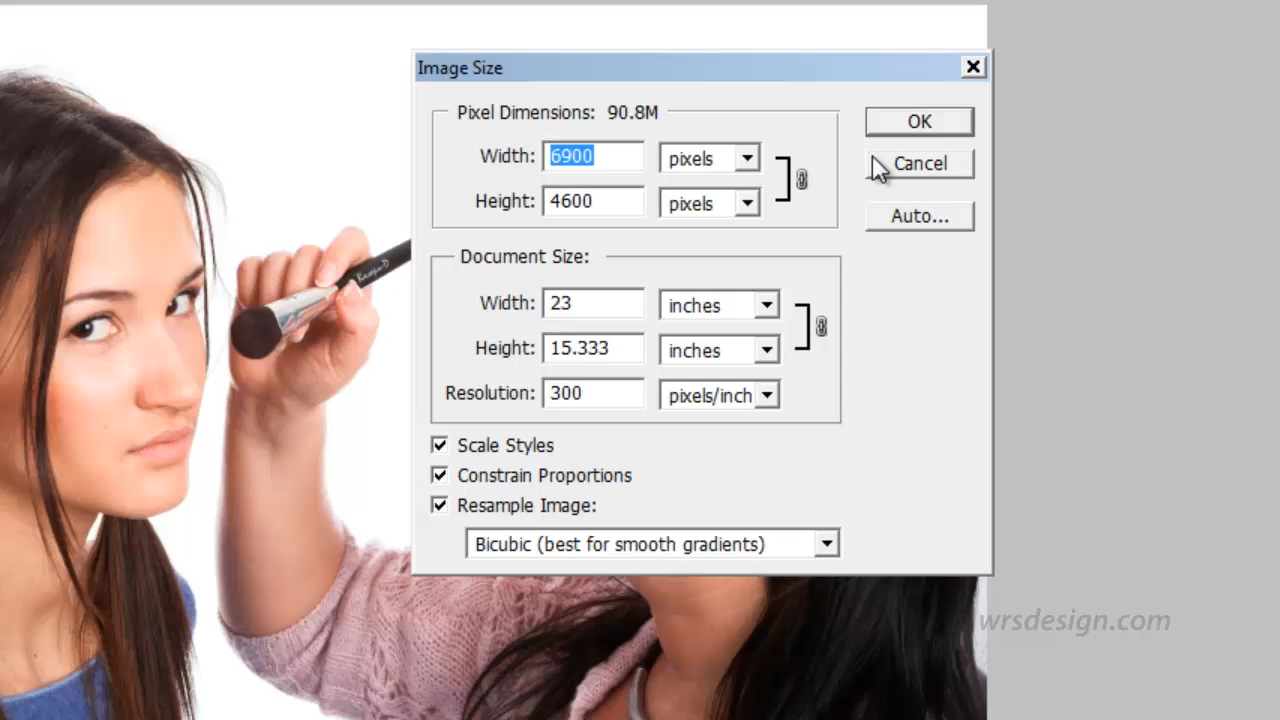 Image Size
Pixel Dimensions: 90.8M
OK
Width: 6900 pixels
Cancel
Height: 4600 pixels
Auto...
Document Size:
Width: 23 inches
Height: 15.333 inches
Resolution: 300 pixels/inch
Scale Styles
Constrain Proportions
Resample Image:
Bicubic (best for smooth gradients)
wrsdesign.com